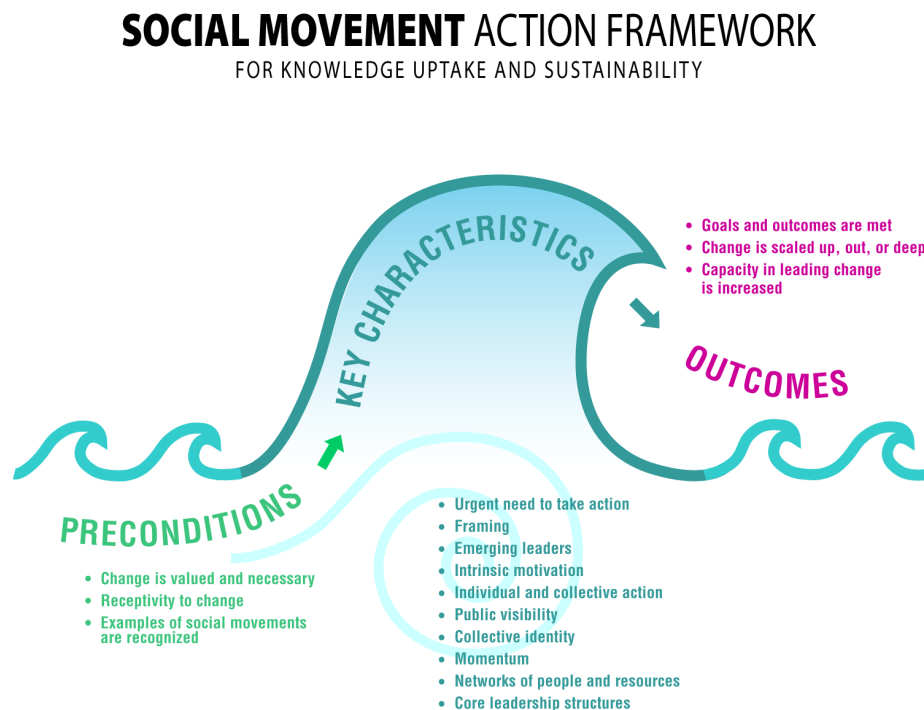 SOCIAL MOVEMENT ACTION FRAMEWORK
FOR KNOWLEDGE UPTAKE AND SUSTAINABILITY
KEY CHARACTERISTICS
• Goals and outcomes are met
• Change is scaled up, out, or deep
• Capacity in leading change
is increased
OUTCOMES
PRECONDITIONS
• Change is valued and necessary
• Receptivity to change
• Examples of social movements
are recognized
• Urgent need to take action
• Framing
• Emerging leaders
• Intrinsic motivation
• Individual and collective action
• Public visibility
• Collective identity
• Momentum
• Networks of people and resources
• Core leadership structures